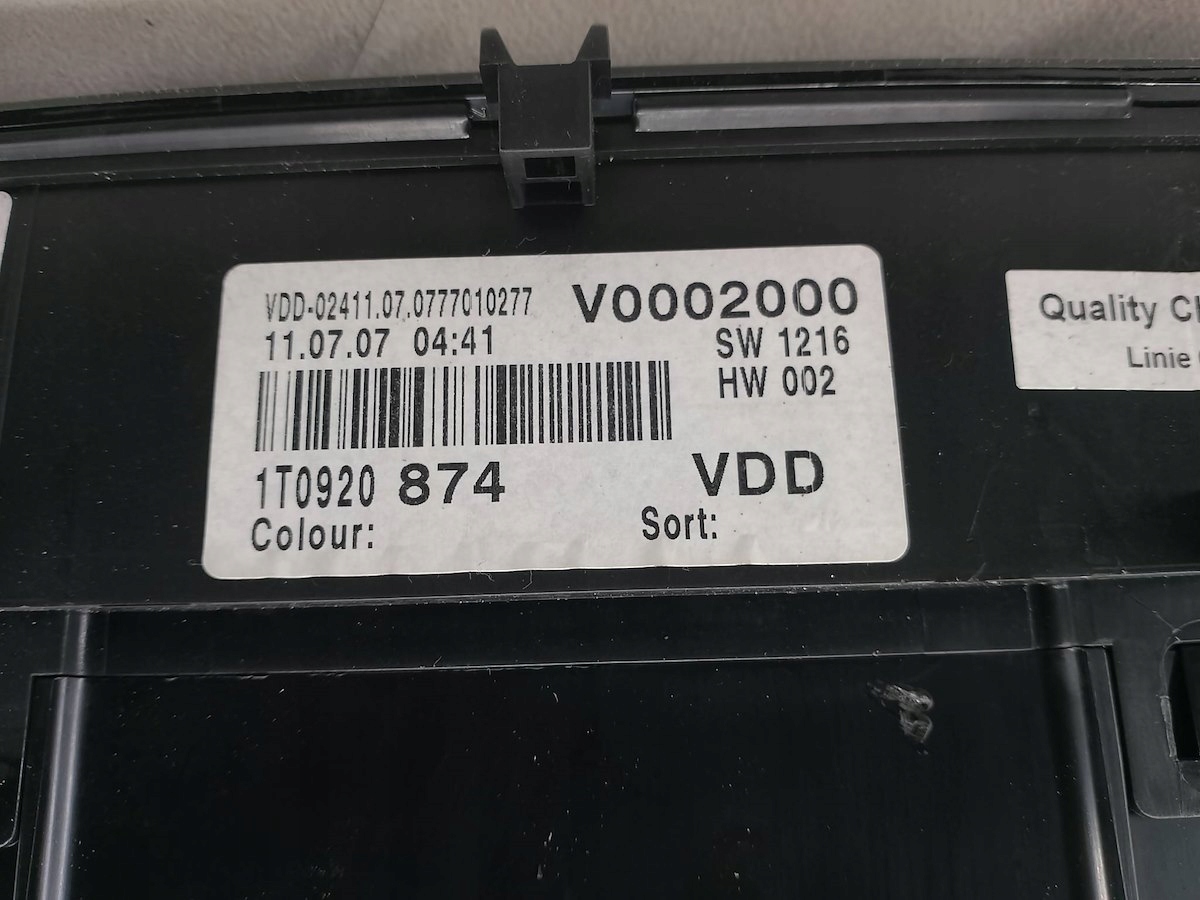 VDD-02411.07.0777010277 V0002000
11.07.07 04:41 SW 1216
HW 002
1T0920 874 VDD
Colour: Sort:
Quality
Linie